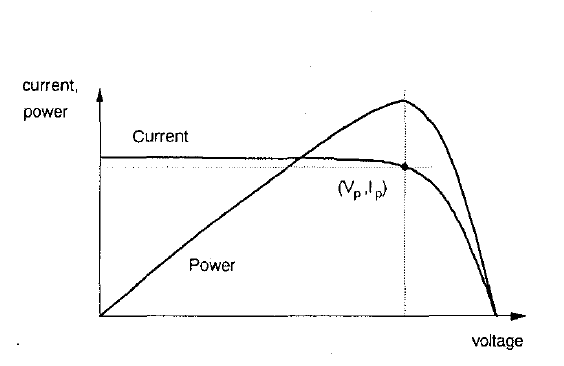 current,
power
Current
(Vp,Ip)
Power
voltage